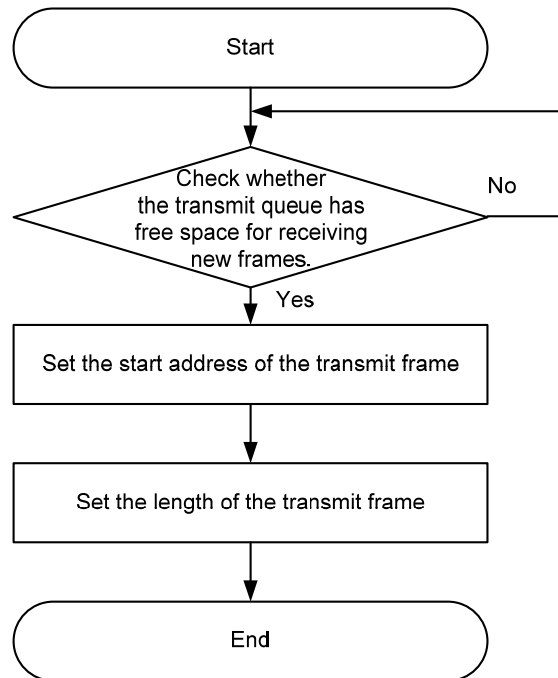 Start
Check whether
the transmit queue has
free space for receiving
new frames.
No
Yes
Set the start address of the transmit frame
Set the length of the transmit frame
End